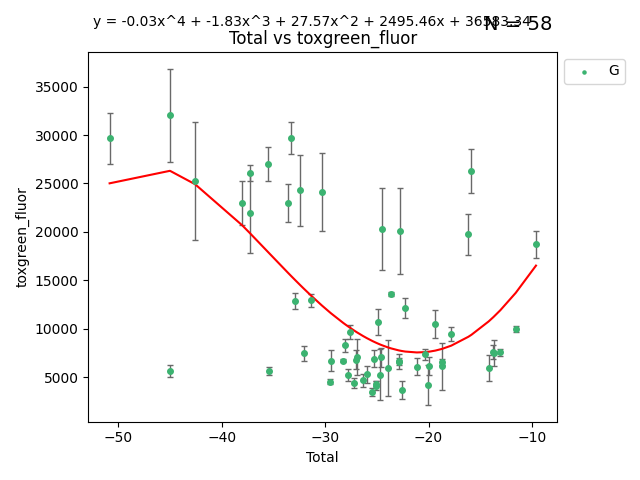 y = -0.03x^4 + -1.83x^3 + 27.57x^2 + 2495.46x + 36583.34
N = 58
Total vs toxgreen_fluor
G
35000
30000
25000
20000
15000
10000
5000
toxgreen_fluor
−50 −40 −30 −20 −10
Total